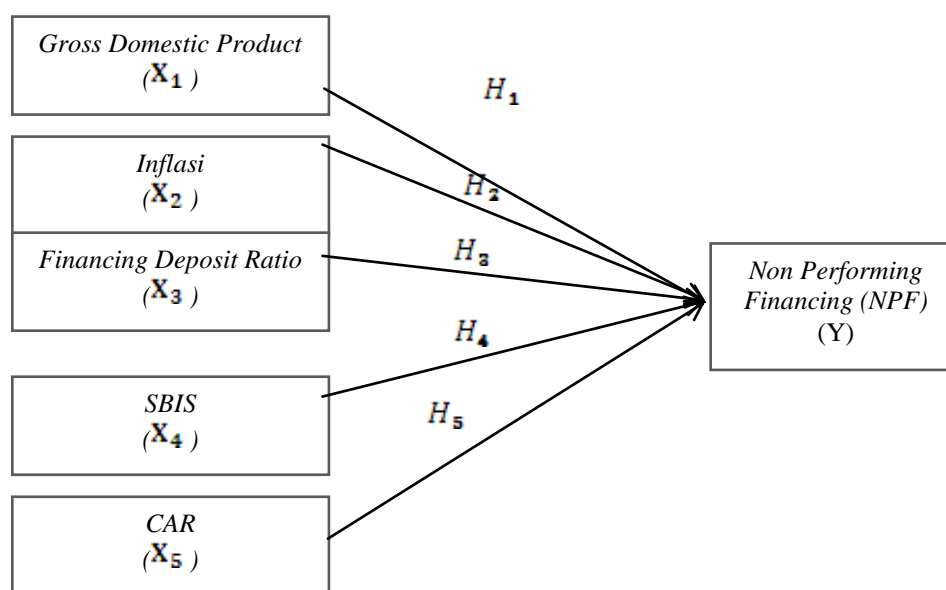 Gross Domestic Product
(X₁ )
H₁
Inflasi
(X₂ )
H₂
Financing Deposit Ratio
(X₃ )
H₃
Non Performing
Financing (NPF)
(Y)
H₄
SBIS
(X₄ )
H₅
CAR
(X₅ )